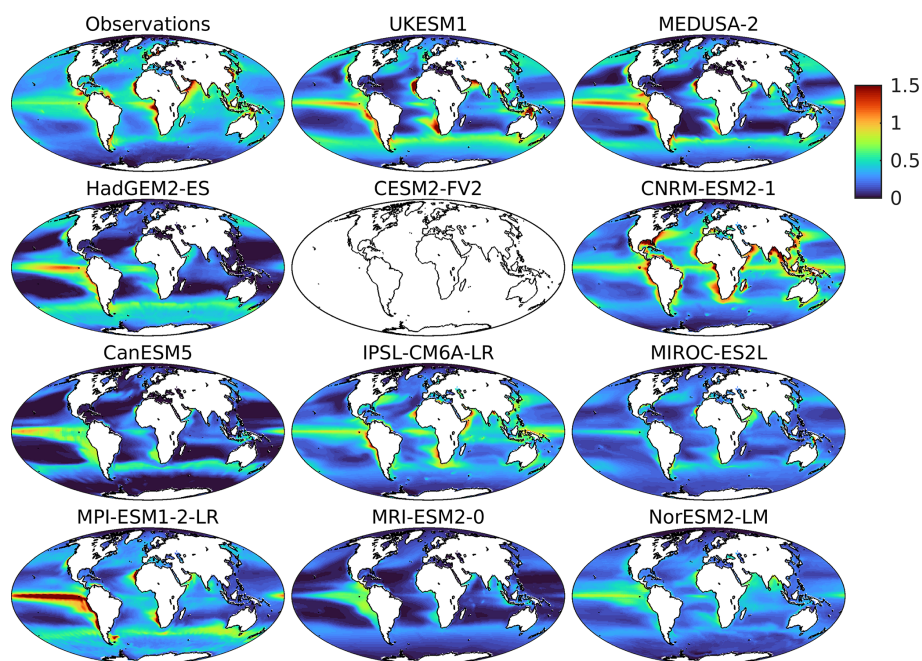 Observations UKESM1 MEDUSA-2
1.5
1
0.5
0
HadGEM2-ES CESM2-FV2 CNRM-ESM2-1
CanESM5 IPSL-CM6A-LR MIROC-ES2L
MPI-ESM1-2-LR MRI-ESM2-0 NorESM2-LM